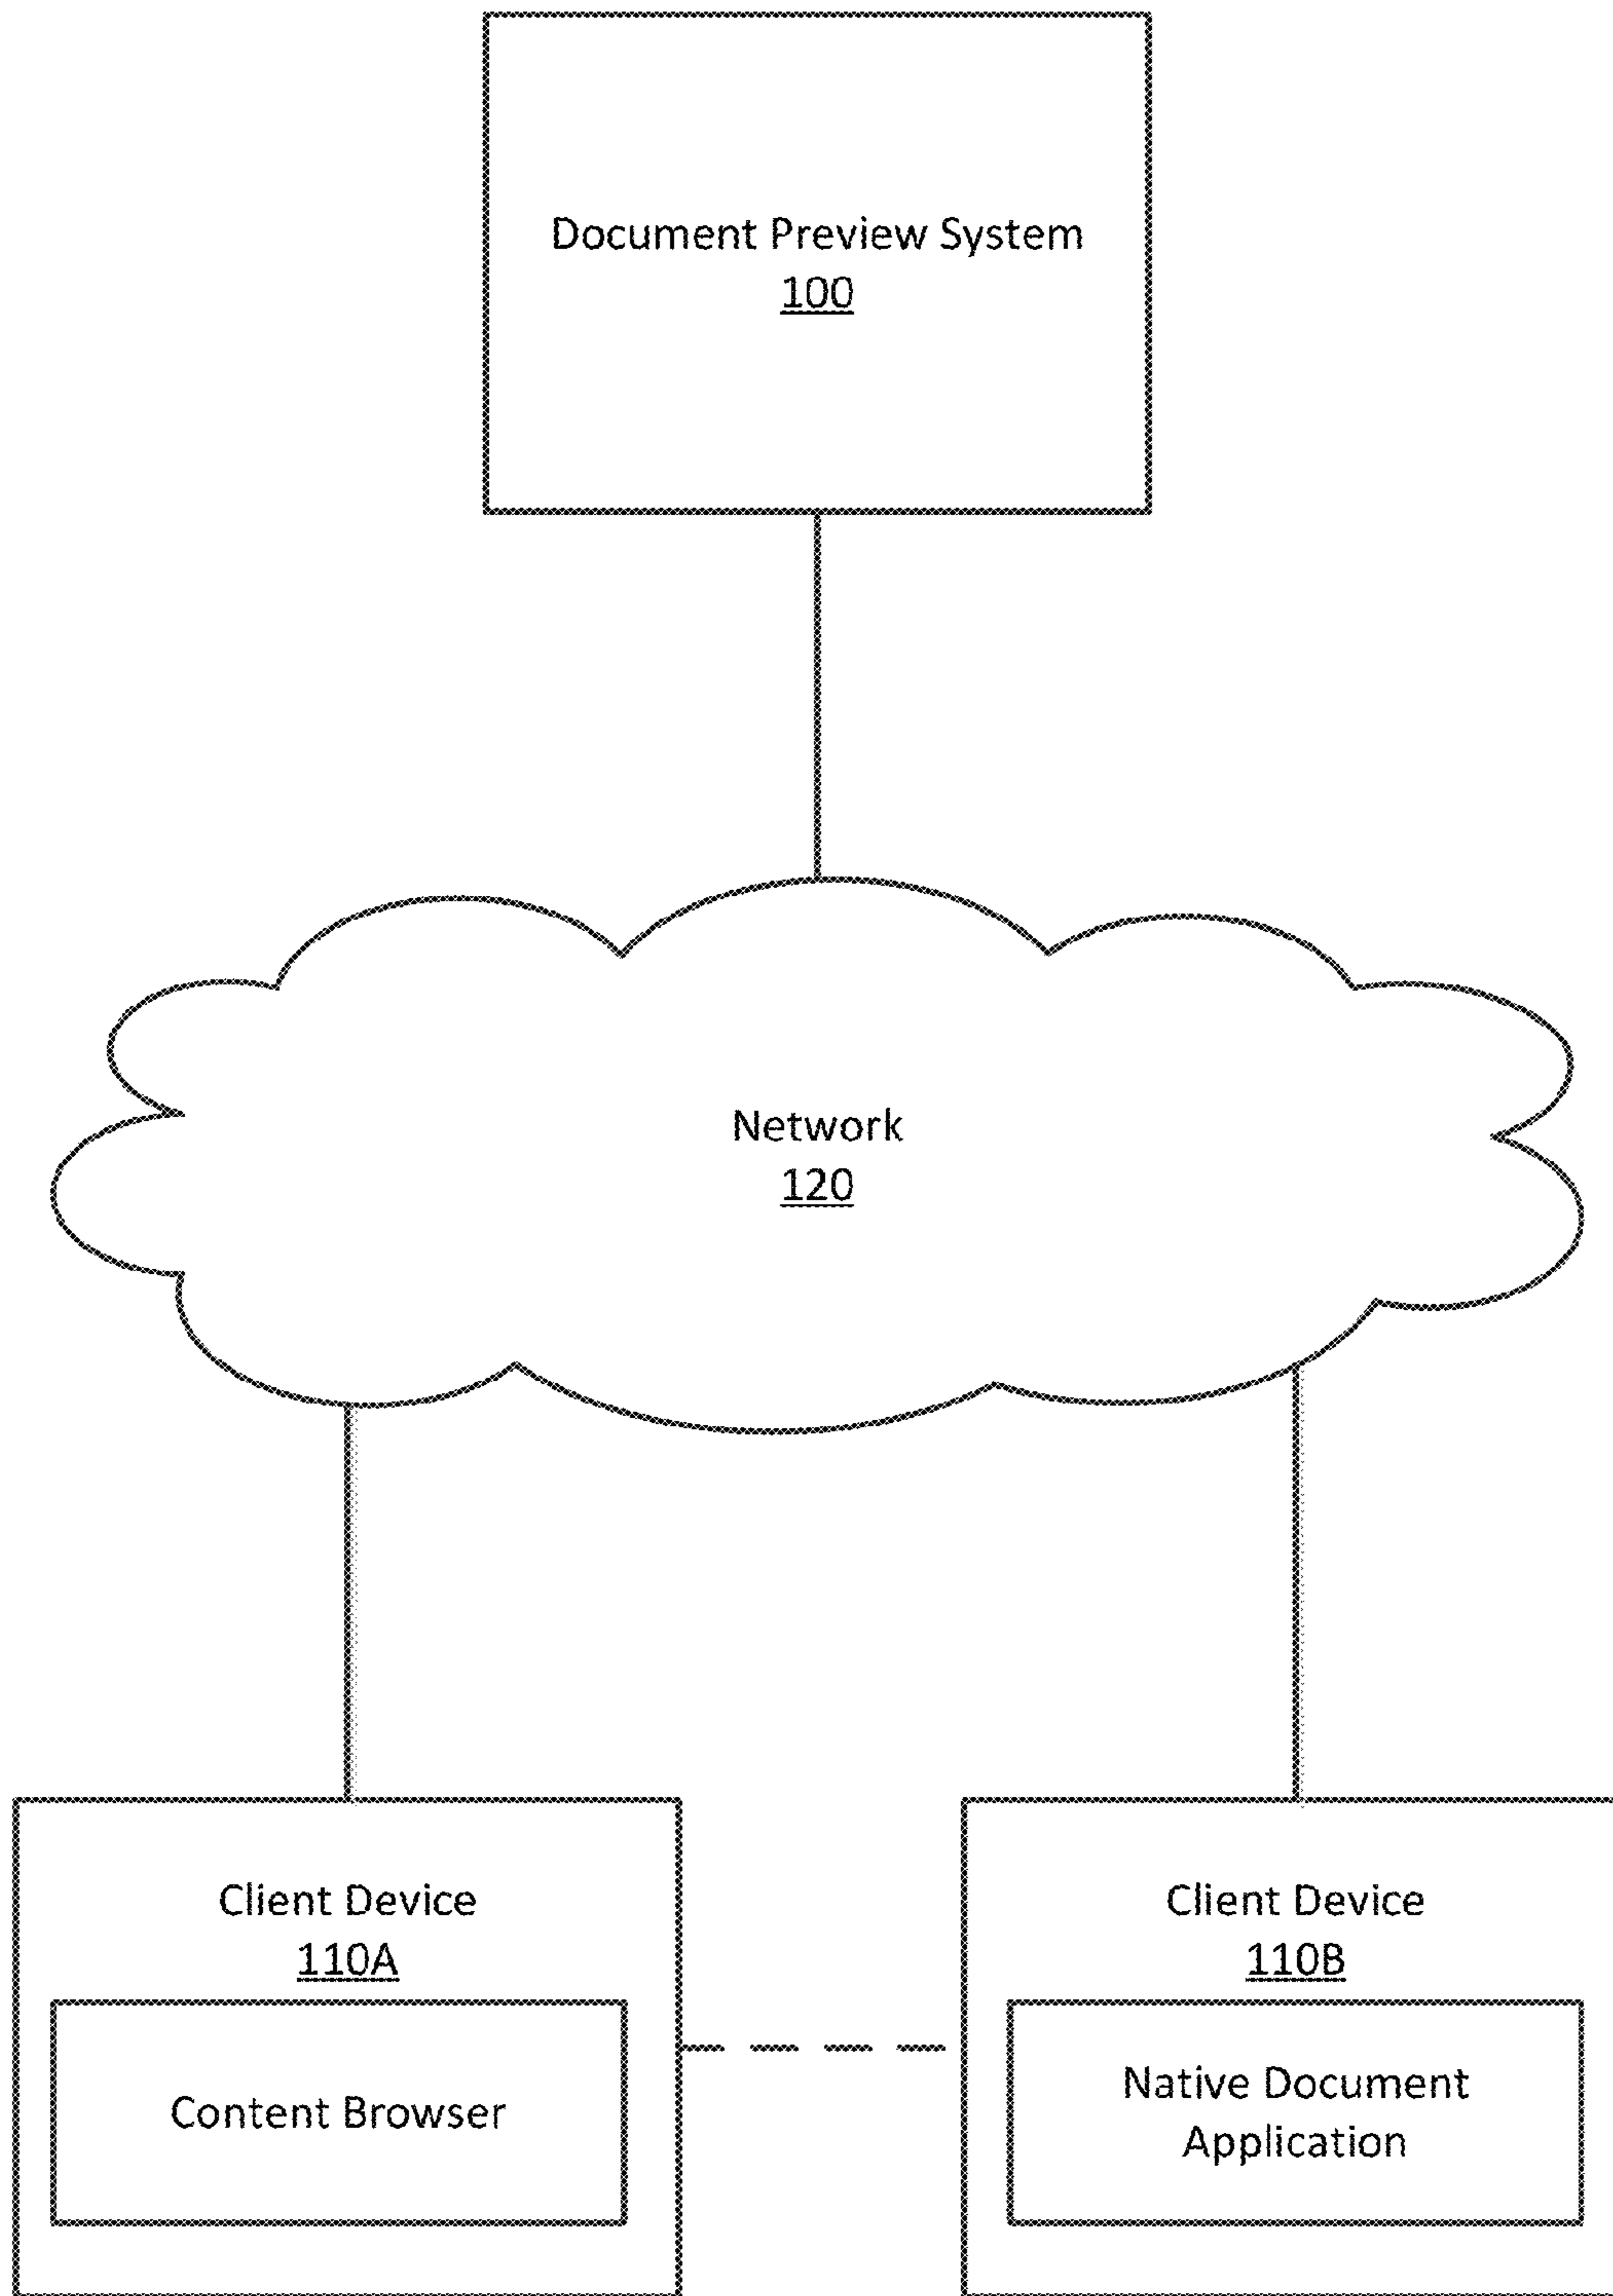 Document Preview System
100
Network
120
Client Device
110A
Content Browser
Client Device
110B
Native Document
Application